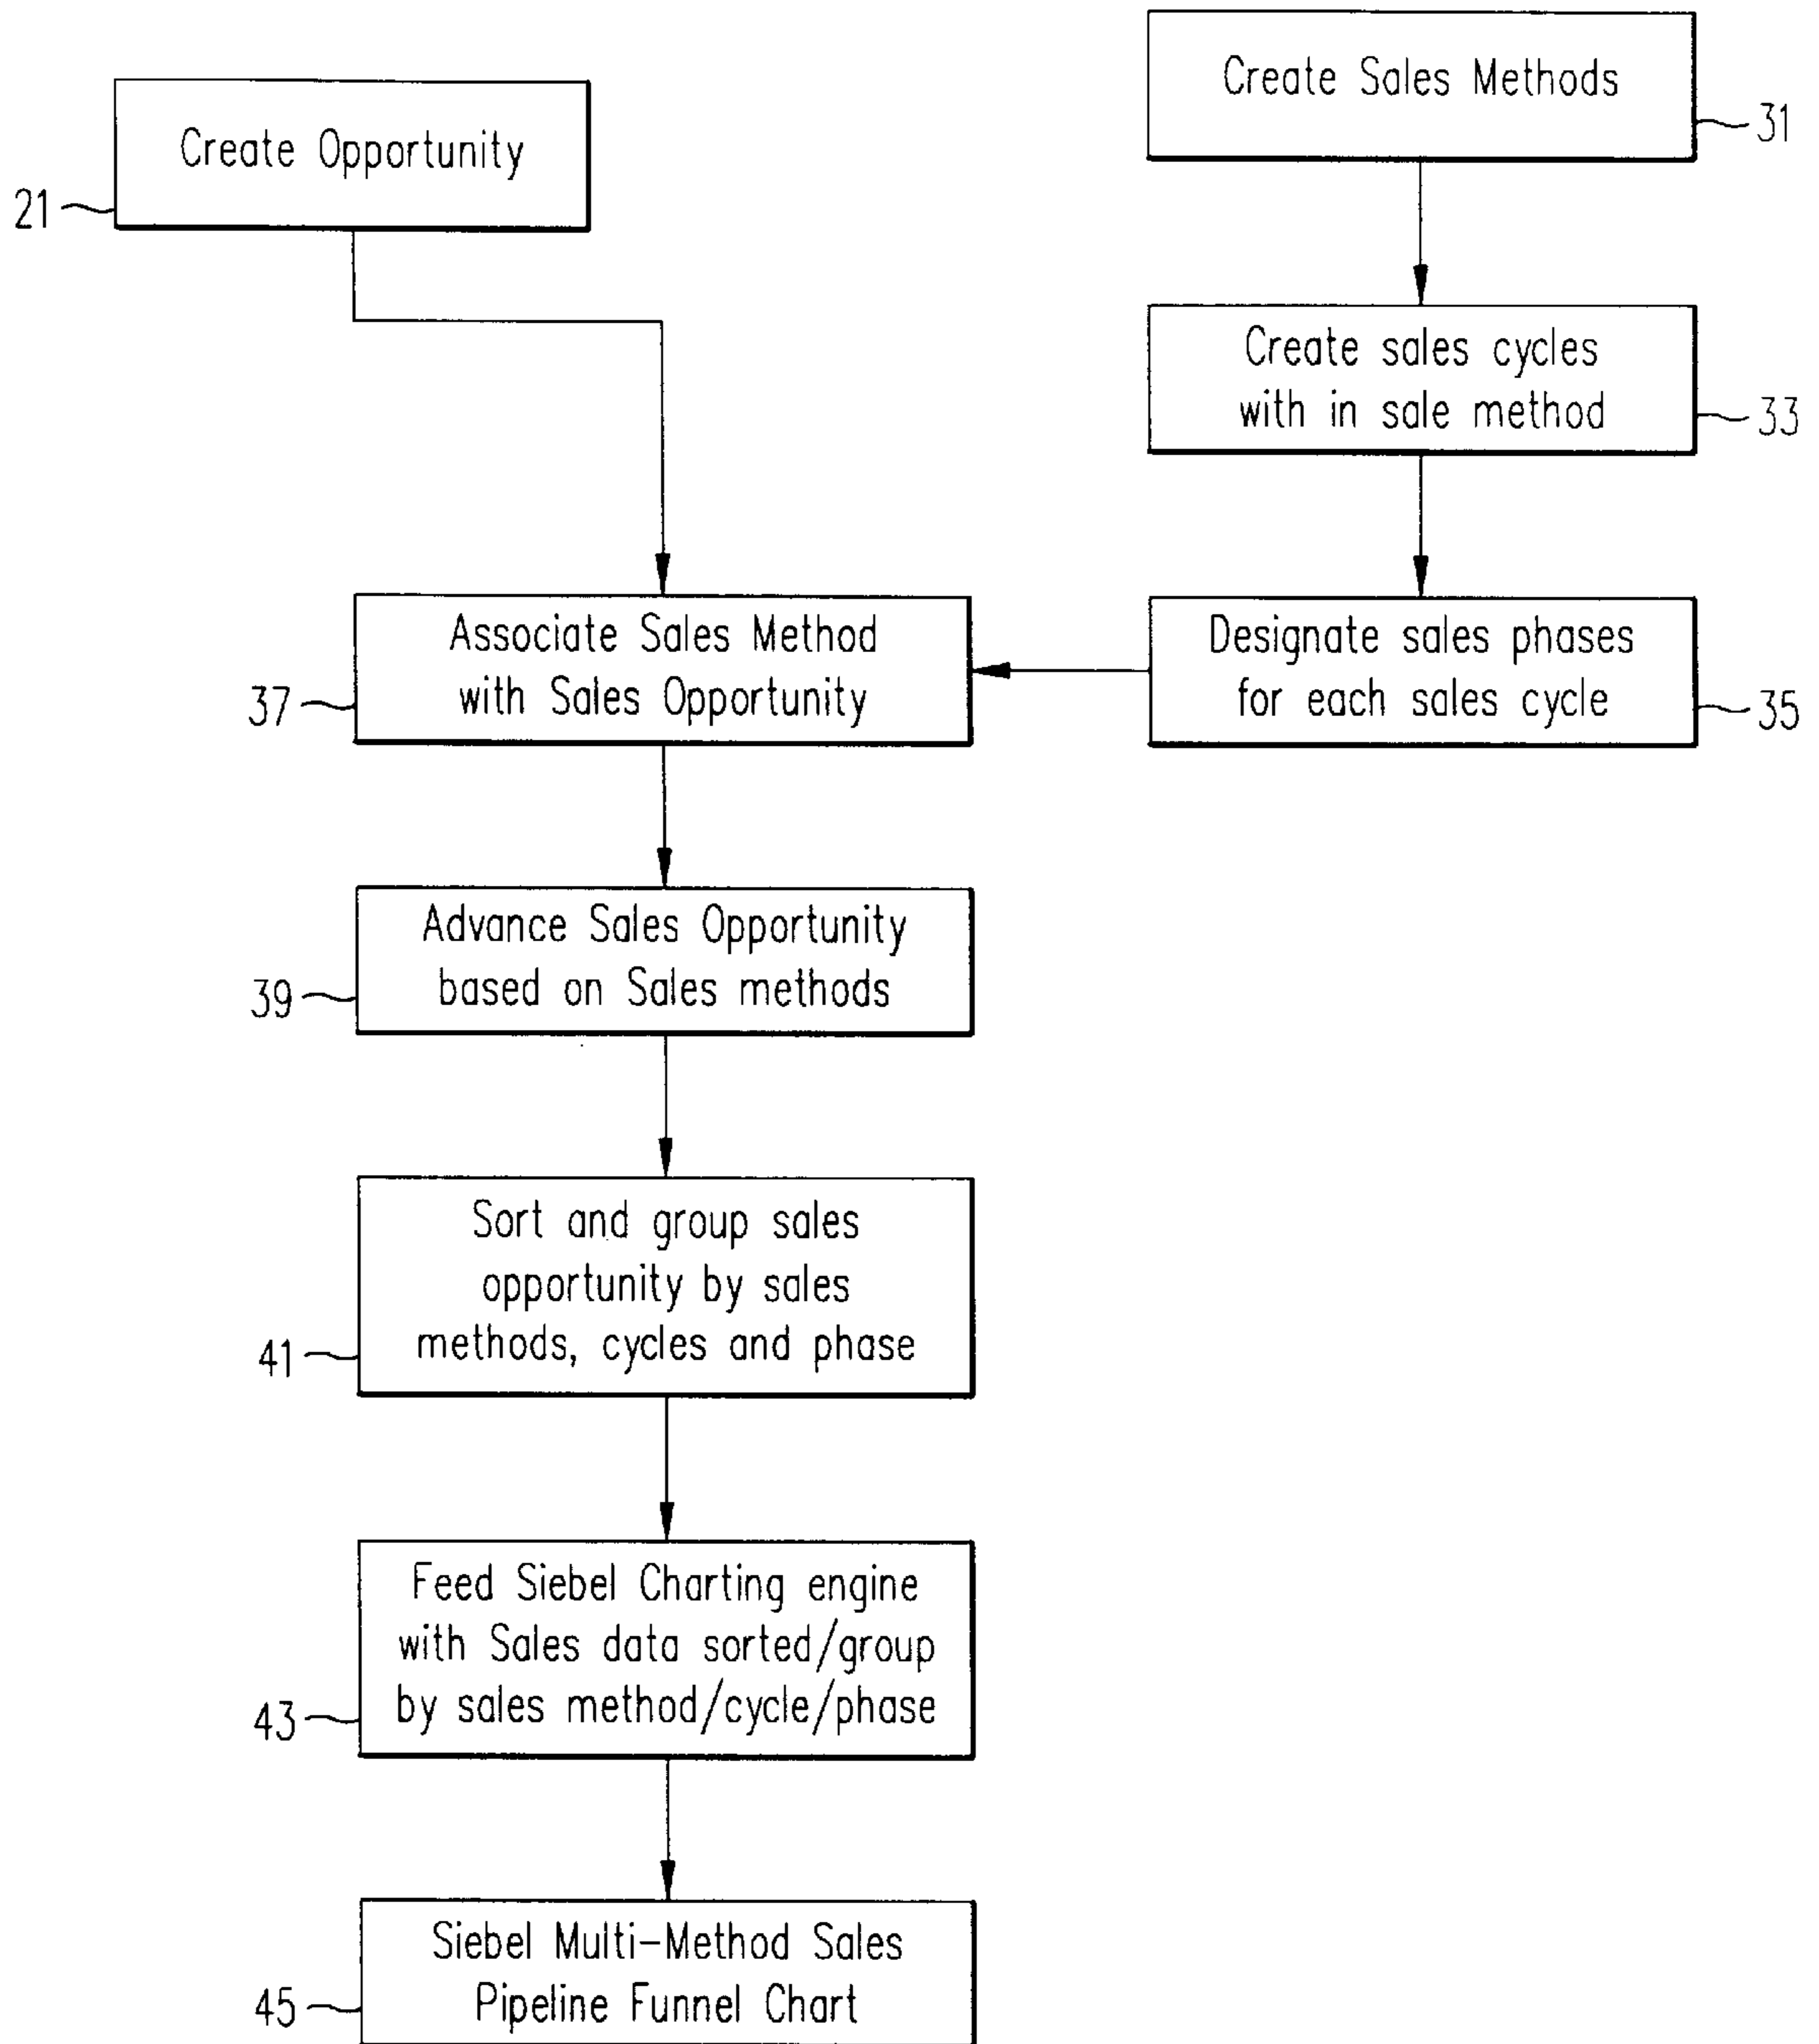 Create Sales Methods
31
Create Opportunity
21
Create sales cycles
with in sale method
33
Associate Sales Method
with Sales Opportunity
37
Designate sales phases
for each sales cycle
35
Advance Sales Opportunity
based on Sales methods
39
Sort and group sales
opportunity by sales
methods, cycles and phase
41
Feed Siebel Charting engine
with Sales data sorted/group
by sales method/cycle/phase
43
Siebel Multi-Method Sales
Pipeline Funnel Chart
45